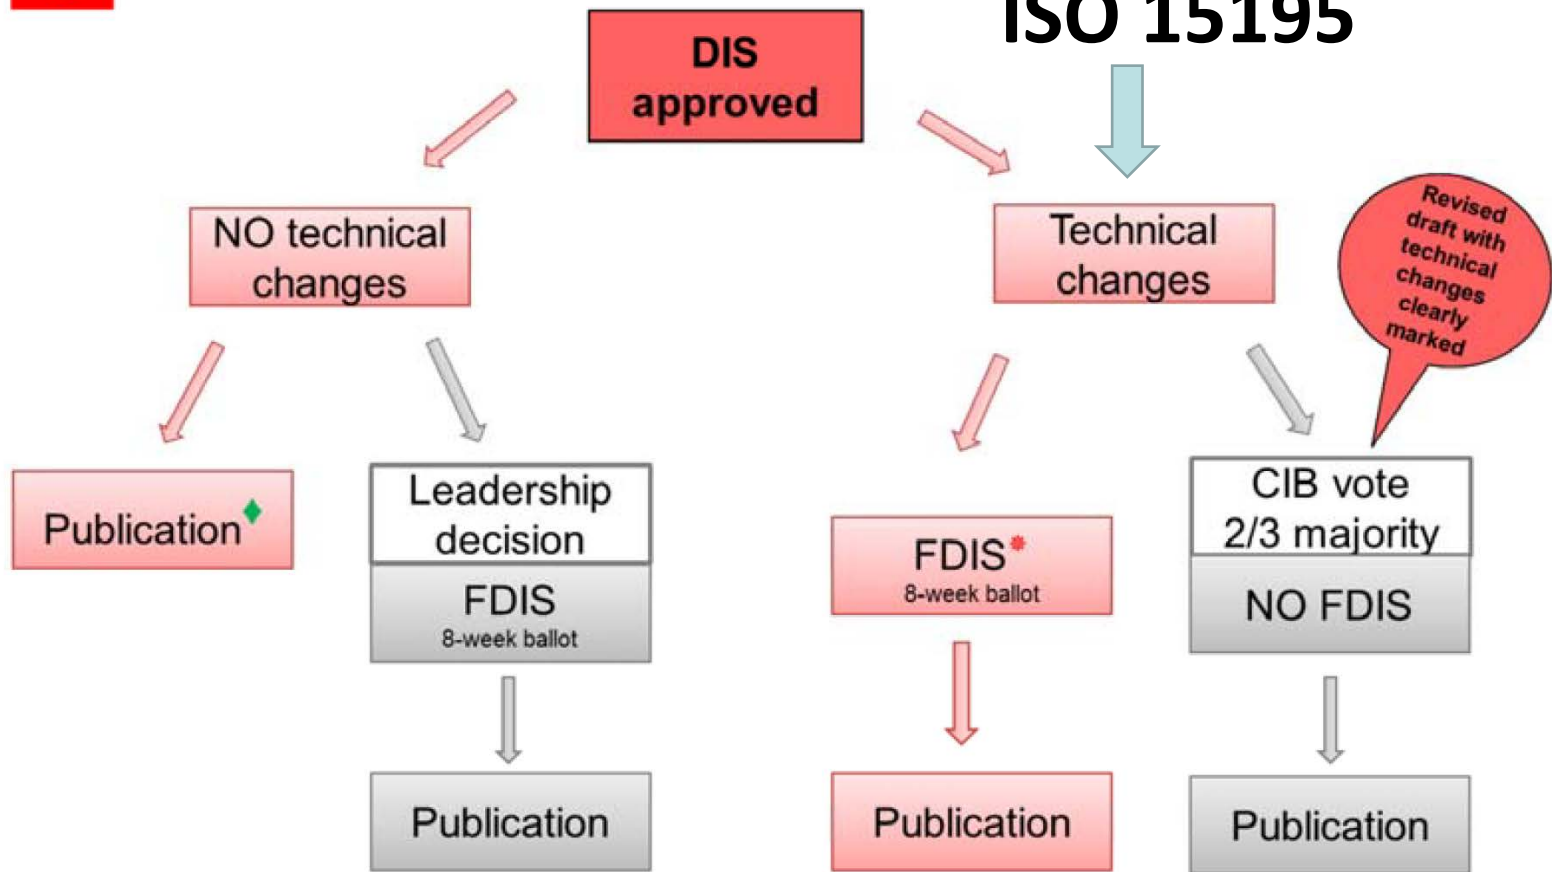 ISO 15195
DIS
approved
NO technical
changes
Technical
changes
Revised
draft with
technical
changes
clearly
marked
Publication♦
Leadership
decision
FDIS
8-week ballot
FDIS*
8-week ballot
CIB vote
2/3 majority
NO FDIS
Publication
Publication
Publication